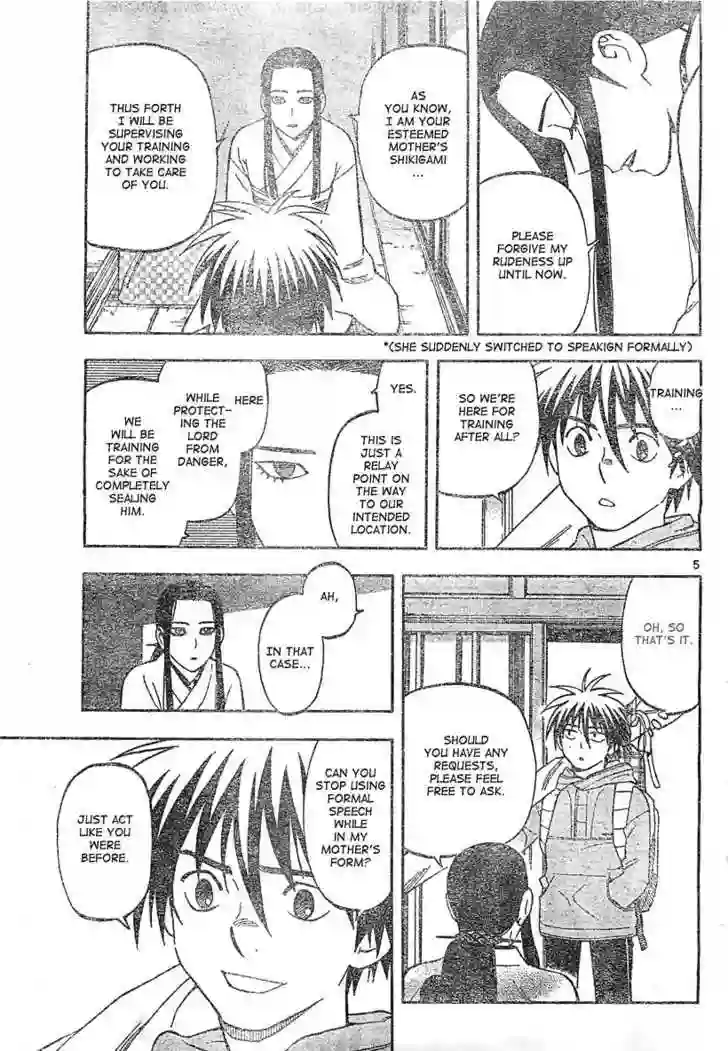 PLEASE
FORGIVE MY
RUDENESS UP
UNTIL NOW.
AS
YOU KNOW,
I AM YOUR
ESTEEMED
MOTHER'S
SHIKIGAMI
...
THUS FORTH
I WILL BE
SUPERVISING
YOUR TRAINING
AND WORKING
TO TAKE CARE
OF YOU.
*(SHE SUDDENLY SWITCHED TO SPEAKIGN FORMALLY)
TRAINING
...
SO WE'RE
HERE FOR
TRAINING
AFTER ALL?
YES.
THIS IS
JUST A
RELAY
POINT ON
THE WAY
TO OUR
INTENDED
LOCATION.
HERE
WHILE
PROTECT-
ING THE
LORD
FROM
DANGER,
WE
WILL BE
TRAINING
FOR THE
SAKE OF
COMPLETELY
SEALING
HIM.
5
OH, SO
THAT'S IT.
SHOULD
YOU HAVE ANY
REQUESTS,
PLEASE FEEL
FREE TO ASK.
AH,
IN THAT
CASE...
CAN YOU
STOP USING
FORMAL
SPEECH
WHILE
IN MY
MOTHER'S
FORM?
JUST ACT
LIKE YOU
WERE
BEFORE.